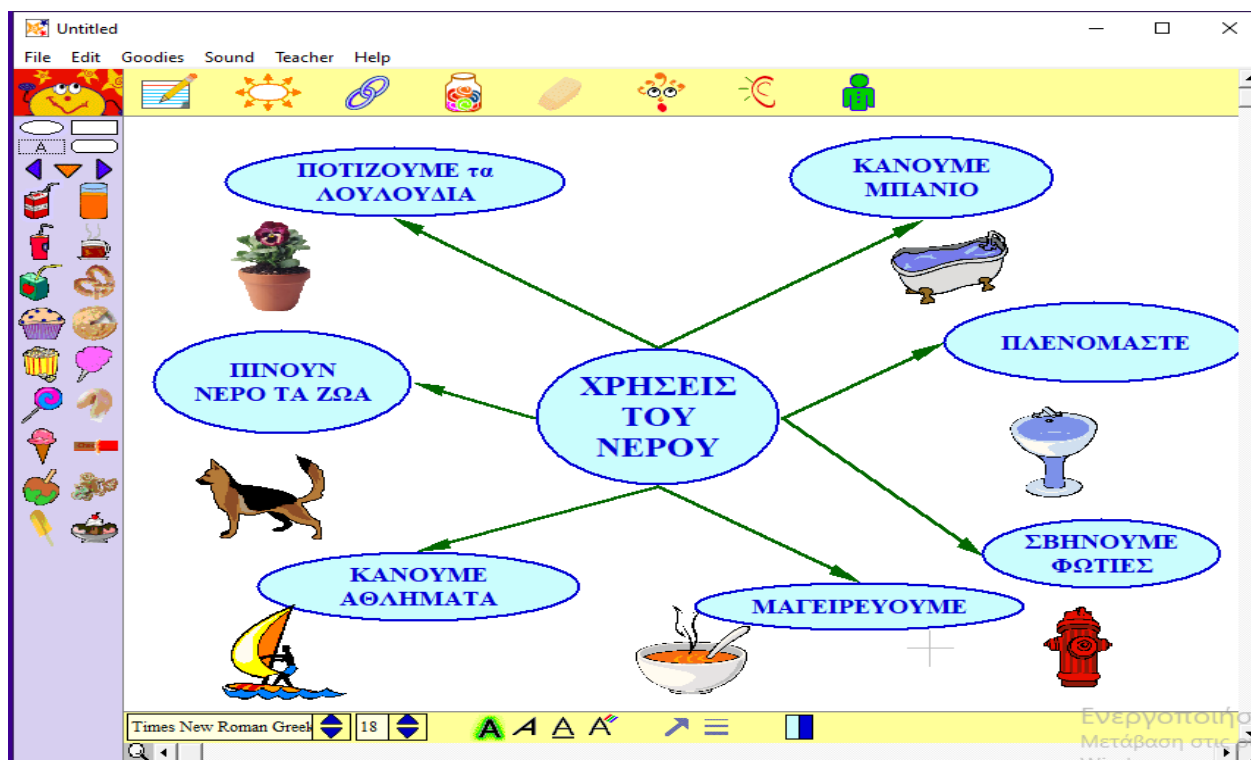 Untitled
File Edit Goodies Sound Teacher Help
A
ΠΟΤΙΖΟΥΜΕ τα
ΛΟΥΛΟΥΔΙΑ
ΚΑΝΟΥΜΕ
ΜΠΑΝΙΟ
ΠΙΝΟΥΝ
ΝΕΡΟ ΤΑ ΖΩΑ
ΧΡΗΣΕΙΣ
ΤΟΥ
ΝΕΡΟΥ
ΠΛΕΝΟΜΑΣΤΕ
ΚΑΝΟΥΜΕ
ΑΘΛΗΜΑΤΑ
ΜΑΓΕΙΡΕΥΟΥΜΕ
ΣΒΗΝΟΥΜΕ
ΦΩΤΙΕΣ
Times New Roman Greek 18 A A A A
Ενεργοποίησ
Μετάβαση στις